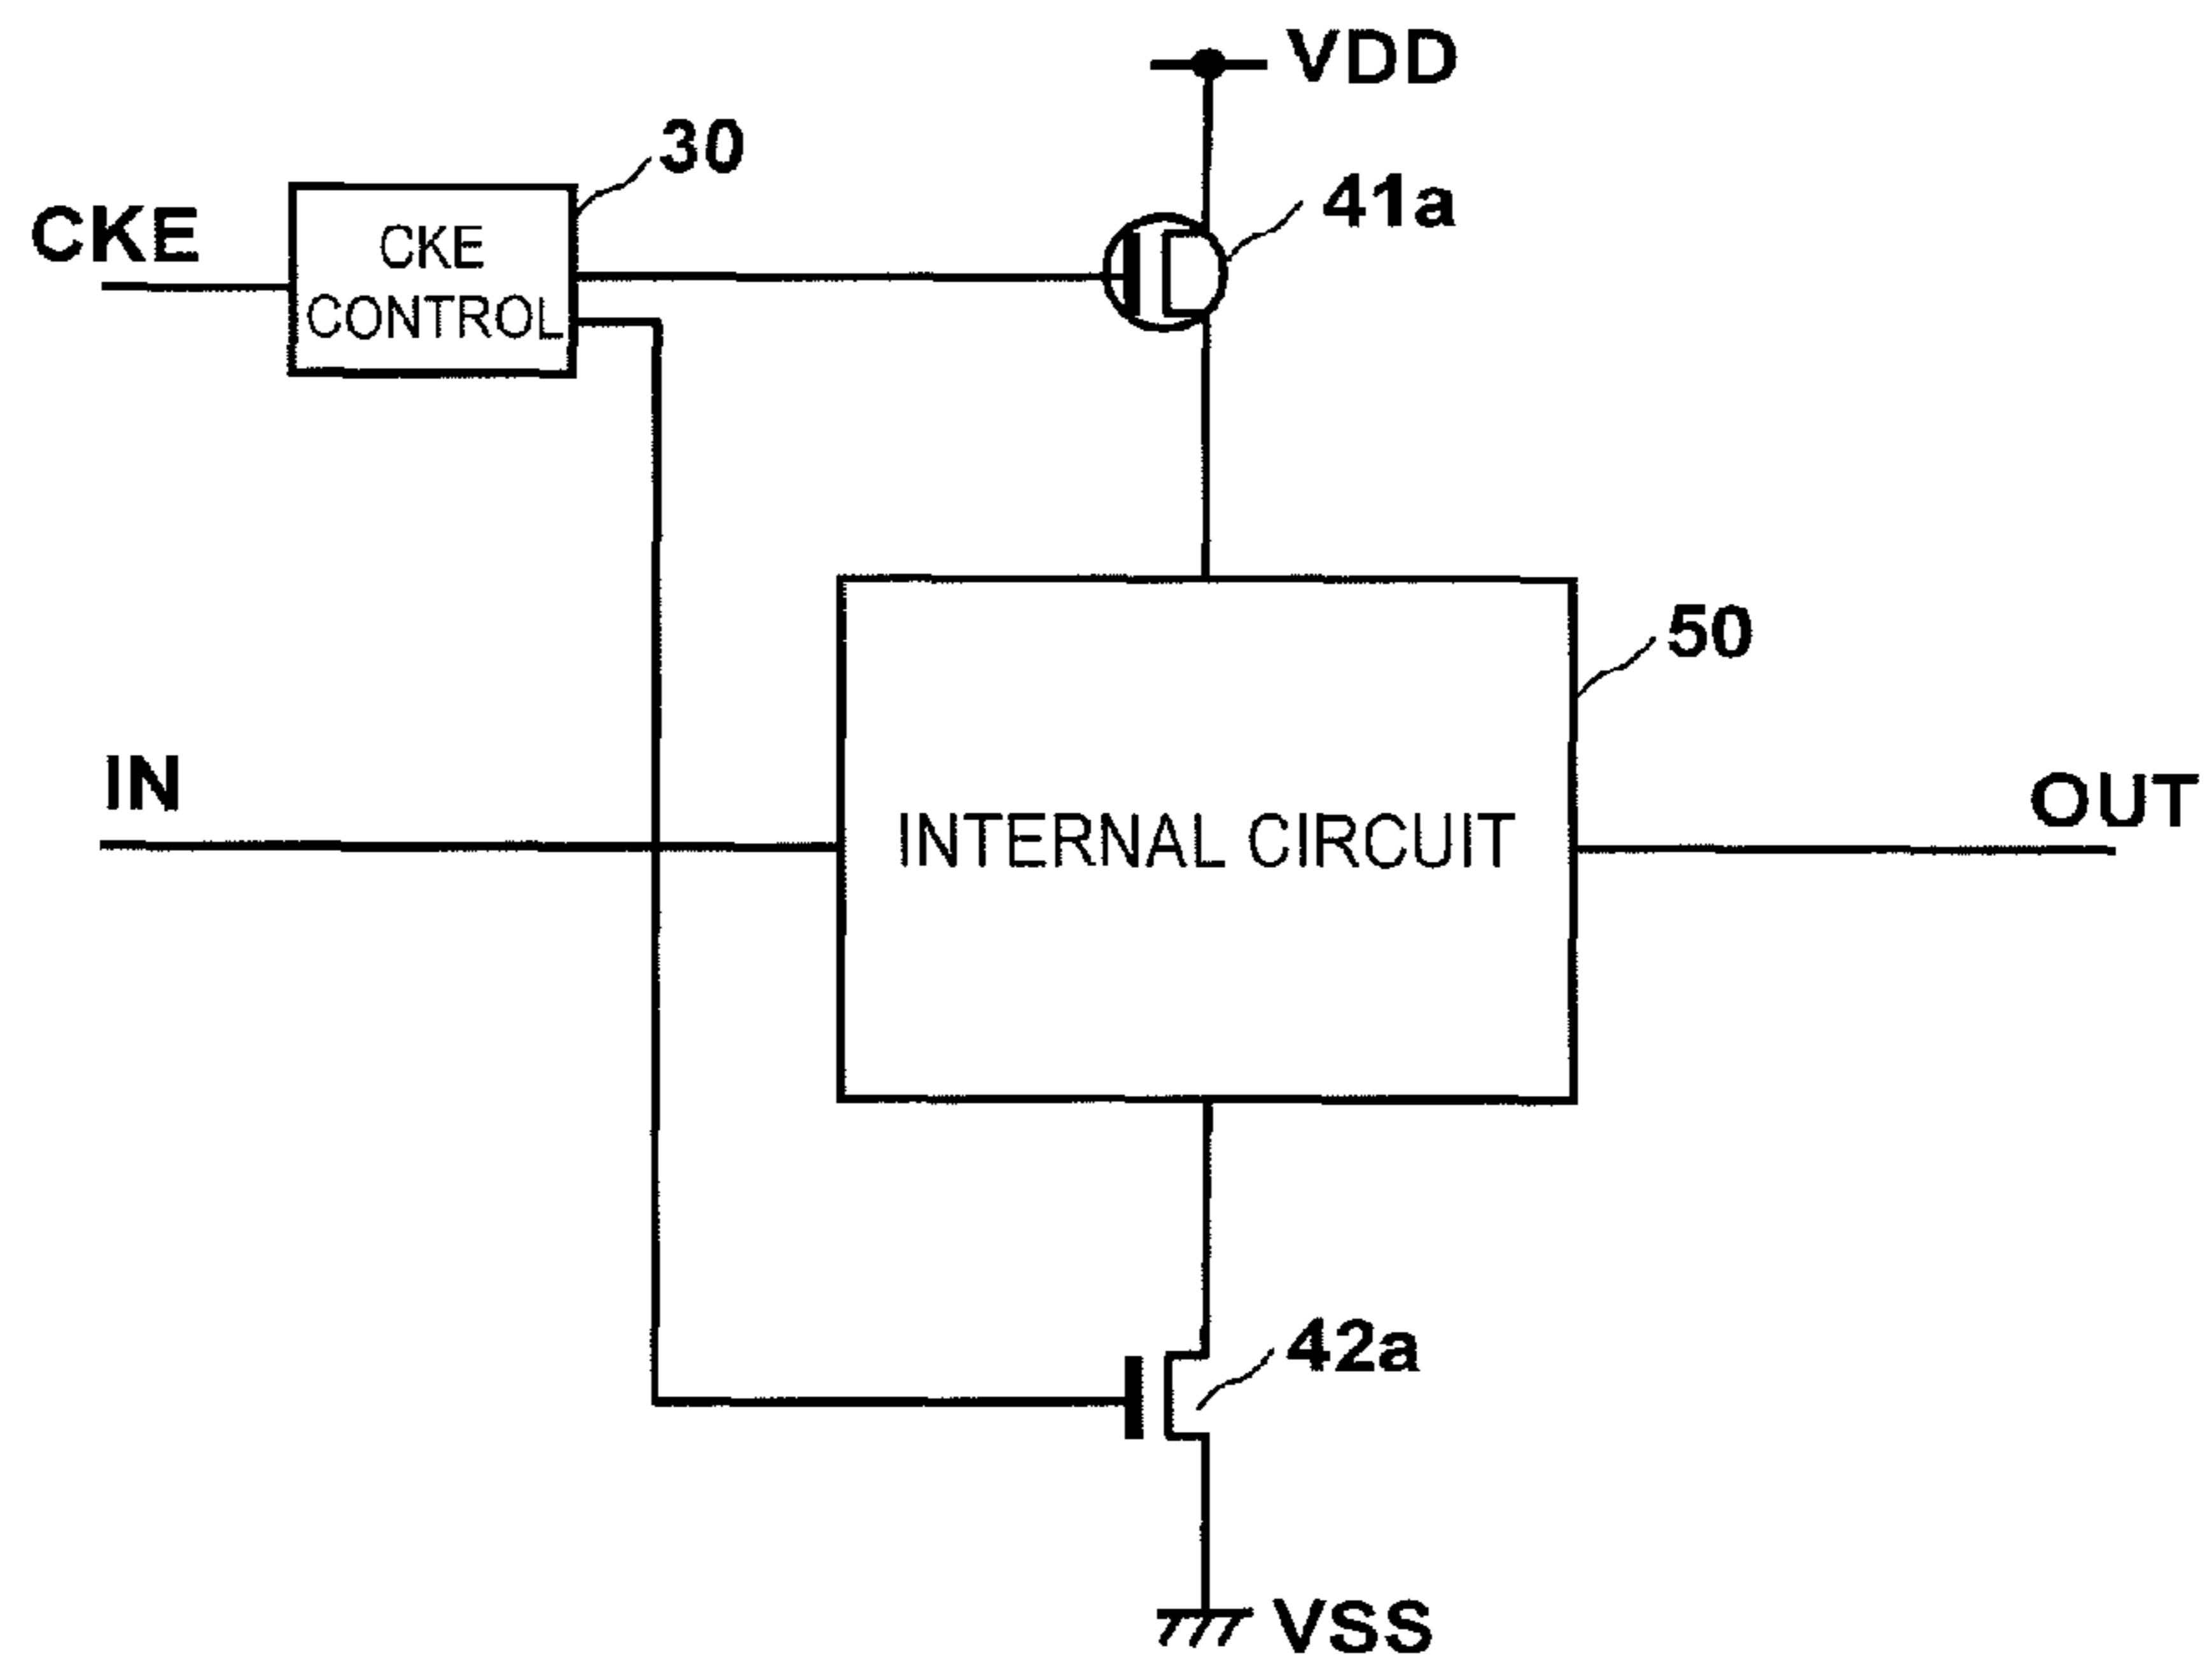 VDD
30
41a
CKE
CKE
CONTROL
50
IN
INTERNAL CIRCUIT
OUT
42a
VSS